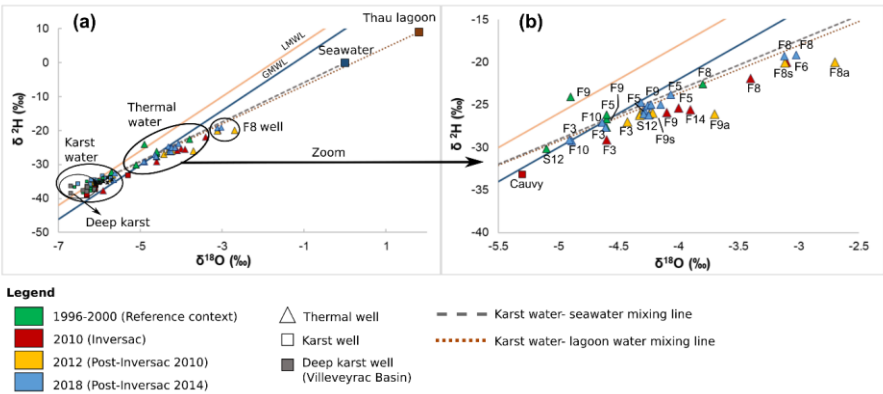 (a)
Thau lagoon
Seawater
LMWL
GMWL
Thermal
water
F8 well
Karst
water
Zoom
Deep karst
δ ²H (‰)
10
0
-10
-20
-30
-40
-50
-7
-5
-3
-1
1
δ¹⁸O (‰)
(b)
δ ²H (‰)
-15
-20
-25
-30
-35
-40
-5.5
-5
-4.5
-4
-3.5
-3
-2.5
δ¹⁸O (‰)
F8 F8
F8s F6 F8a
F9 F9 F9 F5 F8 F8
F5 F5 F5
F10 F14 F9a
F3 F3 S12 F9
F3 F9s
S12 F10 F3
Cauvy
Legend
1996-2000 (Reference context)
2010 (Inversac)
2012 (Post-Inversac 2010)
2018 (Post-Inversac 2014)
Thermal well
Karst well
Deep karst well
(Villeveyrac Basin)
Karst water- seawater mixing line
Karst water- lagoon water mixing line